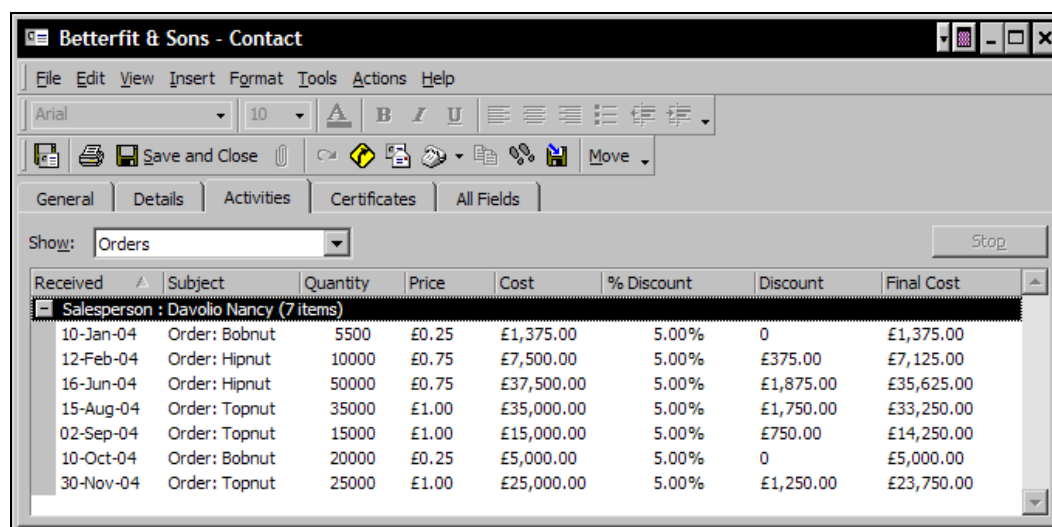 Betterfit & Sons - Contact
File Edit View Insert Format Tools Actions Help
Arial 10 A B I U
Save and Close Move
General Details Activities Certificates All Fields
Show: Orders Stop
Received Subject Quantity Price Cost % Discount Discount Final Cost
Salesperson : Davolio Nancy (7 items)
10-Jan-04 Order: Bobnut 5500 £0.25 £1,375.00 5.00% 0 £1,375.00
12-Feb-04 Order: Hipnut 10000 £0.75 £7,500.00 5.00% £375.00 £7,125.00
16-Jun-04 Order: Hipnut 50000 £0.75 £37,500.00 5.00% £1,875.00 £35,625.00
15-Aug-04 Order: Topnut 35000 £1.00 £35,000.00 5.00% £1,750.00 £33,250.00
02-Sep-04 Order: Topnut 15000 £1.00 £15,000.00 5.00% £750.00 £14,250.00
10-Oct-04 Order: Bobnut 20000 £0.25 £5,000.00 5.00% 0 £5,000.00
30-Nov-04 Order: Topnut 25000 £1.00 £25,000.00 5.00% £1,250.00 £23,750.00